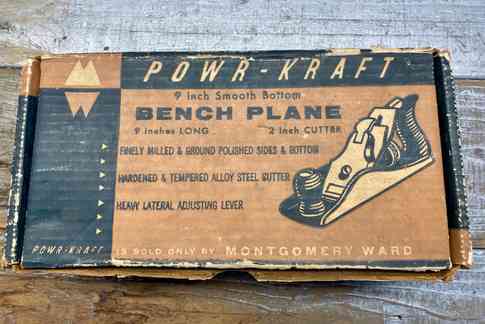 POWR-KRAFT
9 Inch Smooth Bottom
BENCH PLANE
9 Inches LONG 2 Inch CUTTER
FINELY MILLED & GROUND POLISHED SIDES & BOTTOM
HARDENED & TEMPERED ALLOY STEEL CUTTER
HEAVY LATERAL ADJUSTING LEVER
POWR-KRAFT IS SOLD ONLY BY MONTGOMERY WARD